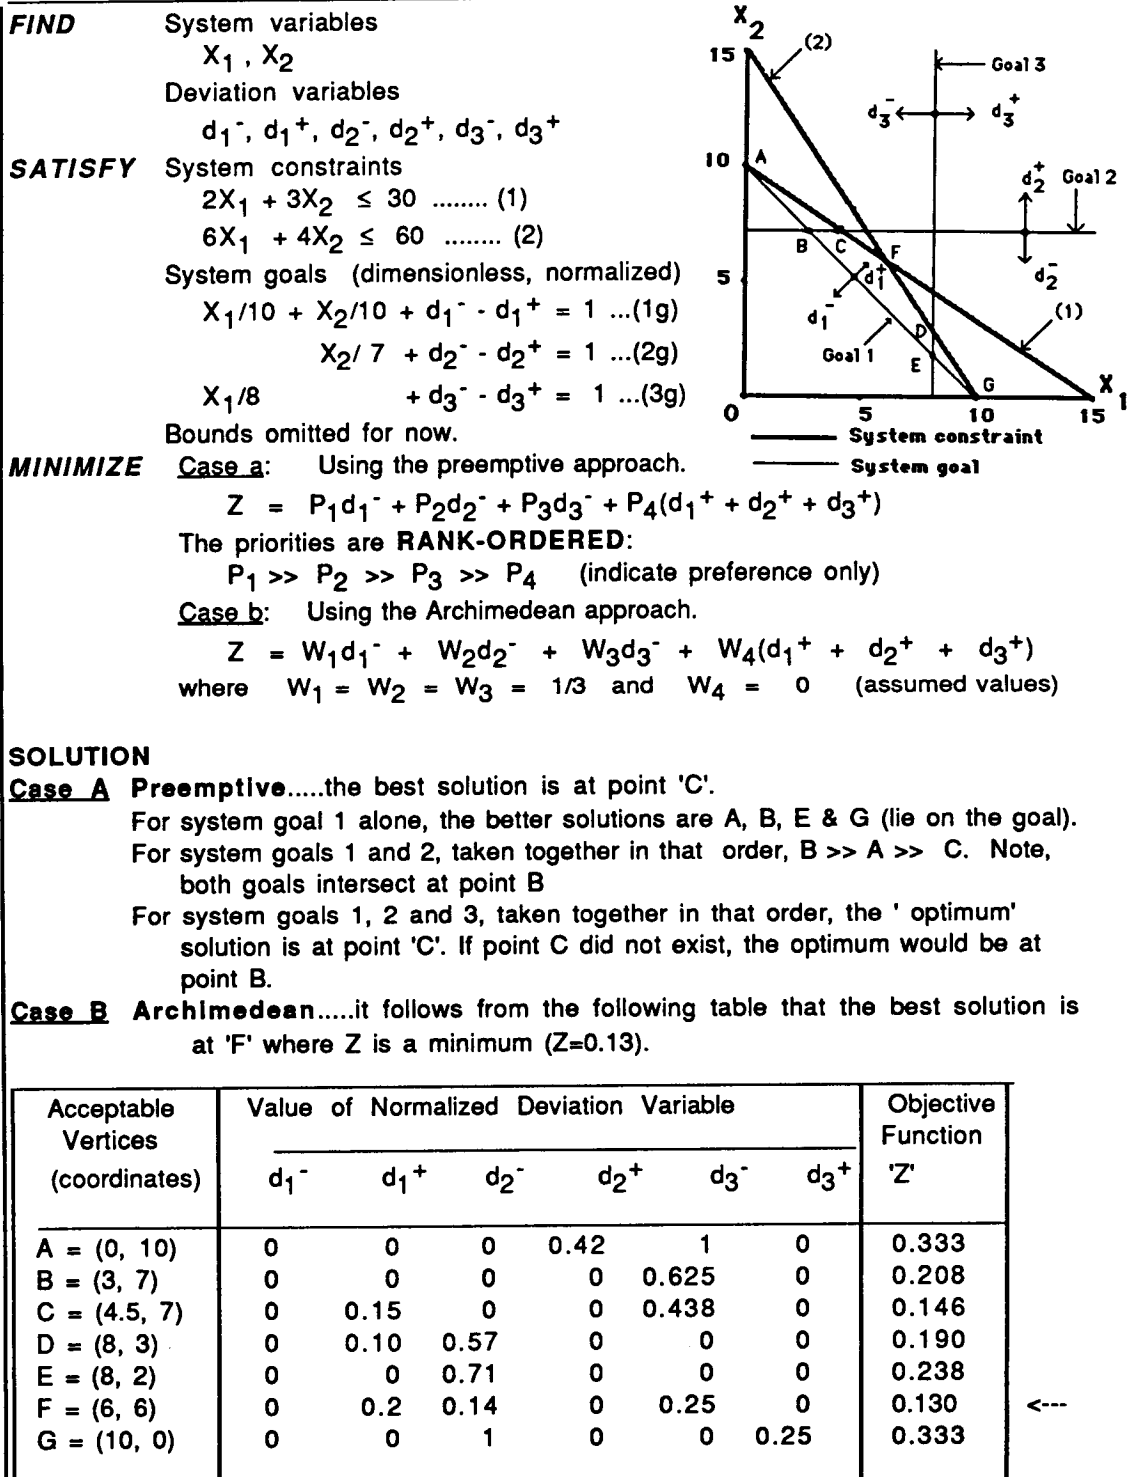 FIND System variables
X1 , X2
Deviation variables
d1-, d1+, d2-, d2+, d3-, d3+
SATISFY System constraints
2X1 + 3X2 ≤ 30 ........ (1)
6X1 + 4X2 ≤ 60 ........ (2)
System goals (dimensionless, normalized)
X1/10 + X2/10 + d1- - d1+ = 1 ...(1g)
X2/ 7 + d2- - d2+ = 1 ...(2g)
X1/8 + d3- - d3+ = 1 ...(3g)
Bounds omitted for now.
X2
15
(2)
Goal 3
d3- d3+
10
A
d2+ Goal 2
B C F
5
d1+
d2-
d1-
(1)
D
Goal 1
E
G
X1
0 5 10 15
System constraint
System goal
MINIMIZE Case a: Using the preemptive approach.
Z = P1d1- + P2d2- + P3d3- + P4(d1+ + d2+ + d3+)
The priorities are RANK-ORDERED:
P1 >> P2 >> P3 >> P4 (indicate preference only)
Case b: Using the Archimedean approach.
Z = W1d1- + W2d2- + W3d3- + W4(d1+ + d2+ + d3+)
where W1 = W2 = W3 = 1/3 and W4 = 0 (assumed values)
SOLUTION
Case A Preemptive.....the best solution is at point 'C'.
For system goal 1 alone, the better solutions are A, B, E & G (lie on the goal).
For system goals 1 and 2, taken together in that order, B >> A >> C. Note,
both goals intersect at point B
For system goals 1, 2 and 3, taken together in that order, the ' optimum'
solution is at point 'C'. If point C did not exist, the optimum would be at
point B.
Case B Archimedean.....it follows from the following table that the best solution is
at 'F' where Z is a minimum (Z=0.13).
Acceptable Value of Normalized Deviation Variable Objective
Vertices Function
(coordinates) d1- d1+ d2- d2+ d3- d3+ 'Z'
A = (0, 10) 0 0 0 0.42 1 0 0.333
B = (3, 7) 0 0 0 0 0.625 0 0.208
C = (4.5, 7) 0 0.15 0 0 0.438 0 0.146
D = (8, 3) 0 0.10 0.57 0 0 0 0.190
E = (8, 2) 0 0 0.71 0 0 0 0.238
F = (6, 6) 0 0.2 0.14 0 0.25 0 0.130 <---
G = (10, 0) 0 0 1 0 0 0.25 0.333